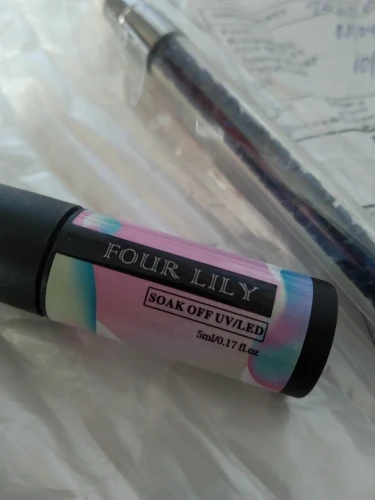 FOUR LILY
SOAK OFF UV/LED
5ml/0.17 fl.oz